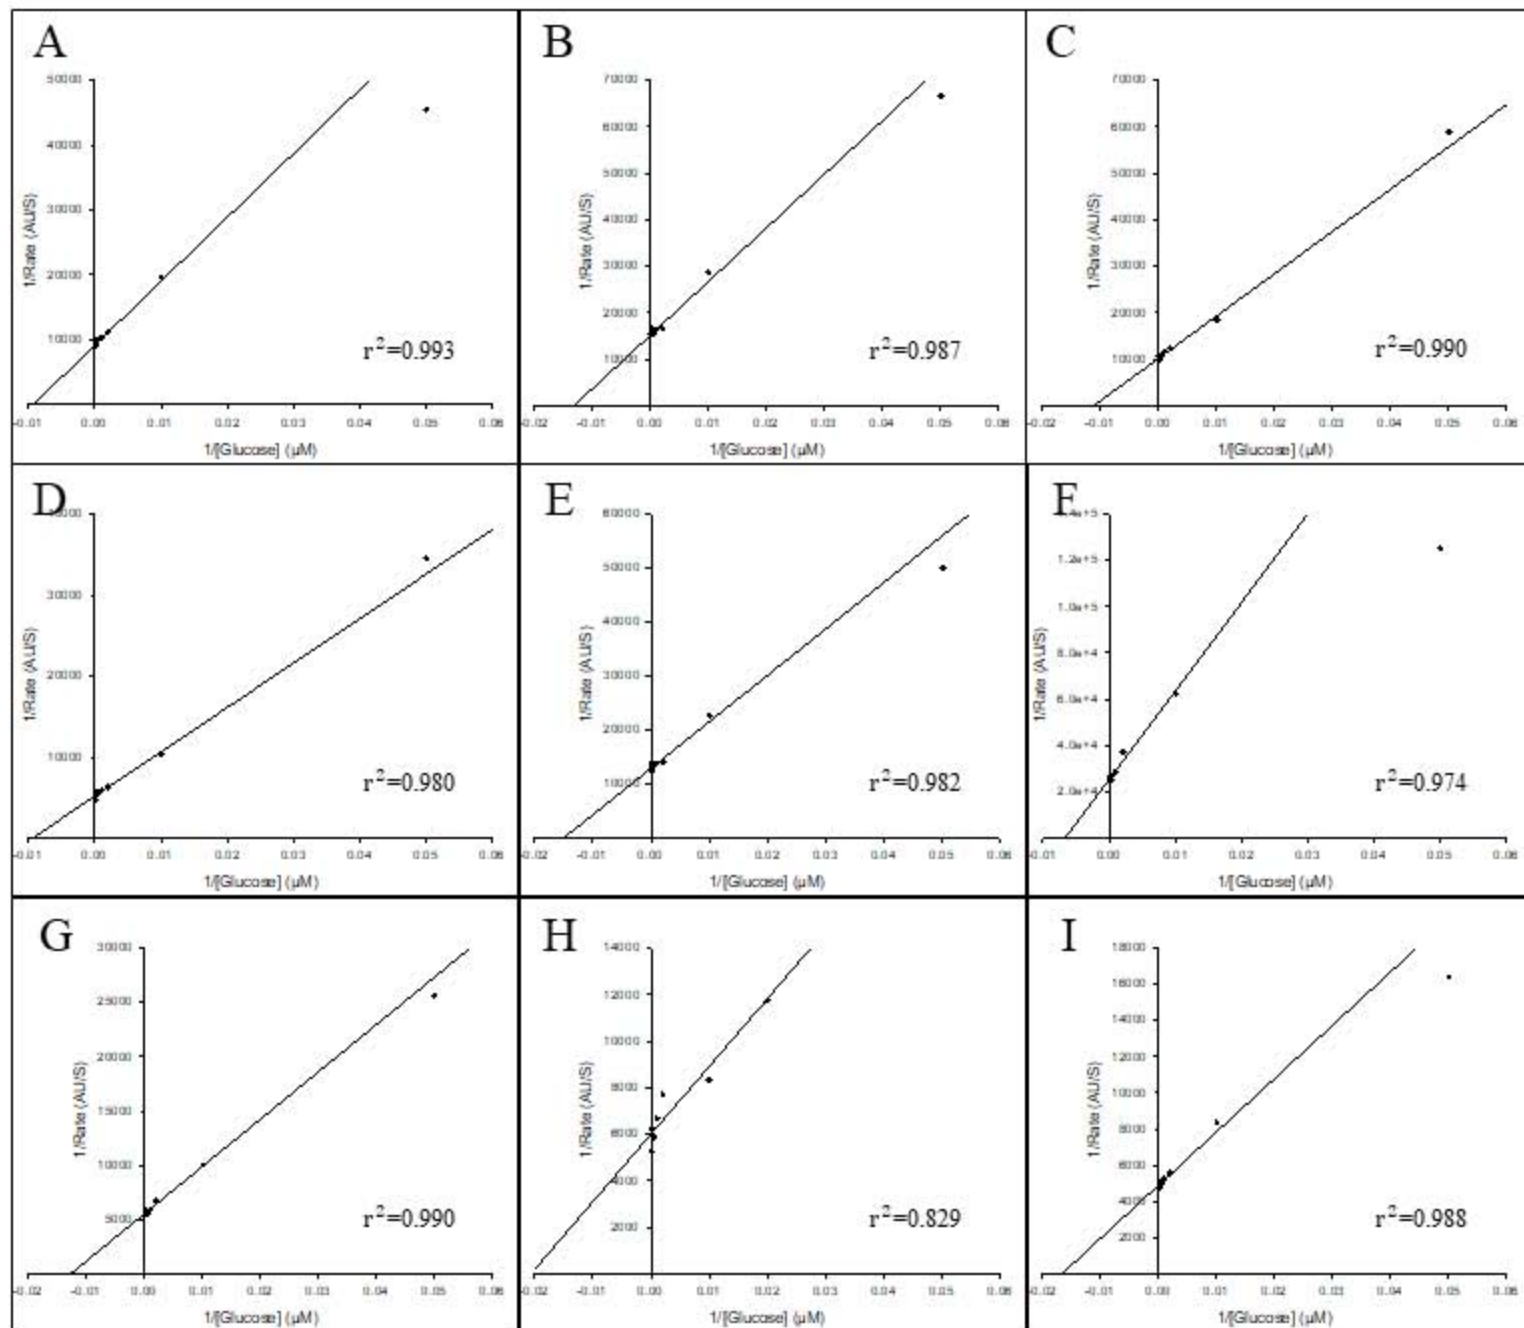 A
50000
40000
30000
20000
10000
1/Rate (AU/S)
r²=0.993
-0.01 0.00 0.01 0.02 0.03 0.04 0.05 0.06
1/[Glucose] (µM)
B
70000
60000
50000
40000
30000
20000
10000
1/Rate (AU/S)
r²=0.987
-0.02 -0.01 0.00 0.01 0.02 0.03 0.04 0.05 0.06
1/[Glucose] (µM)
C
70000
60000
50000
40000
30000
20000
10000
1/Rate (AU/S)
r²=0.990
-0.02 -0.01 0.00 0.01 0.02 0.03 0.04 0.05 0.06
1/[Glucose] (µM)
D
30000
20000
10000
1/Rate (AU/S)
r²=0.980
-0.01 0.00 0.01 0.02 0.03 0.04 0.05 0.06
1/[Glucose] (µM)
E
60000
50000
40000
30000
20000
10000
1/Rate (AU/S)
r²=0.982
-0.02 -0.01 0.00 0.01 0.02 0.03 0.04 0.05 0.06
1/[Glucose] (µM)
F
1.4e+5
1.2e+5
1.0e+5
8.0e+4
6.0e+4
4.0e+4
2.0e+4
1/Rate (AU/S)
r²=0.974
-0.01 0.00 0.01 0.02 0.03 0.04 0.05 0.06
1/[Glucose] (µM)
G
30000
25000
20000
15000
10000
5000
1/Rate (AU/S)
r²=0.990
-0.02 -0.01 0.00 0.01 0.02 0.03 0.04 0.05 0.06
1/[Glucose] (µM)
H
14000
12000
10000
8000
6000
4000
2000
1/Rate (AU/S)
r²=0.829
-0.02 -0.01 0.00 0.01 0.02 0.03 0.04 0.05 0.06
1/[Glucose] (µM)
I
18000
16000
14000
12000
10000
8000
6000
4000
2000
1/Rate (AU/S)
r²=0.988
-0.02 -0.01 0.00 0.01 0.02 0.03 0.04 0.05 0.06
1/[Glucose] (µM)